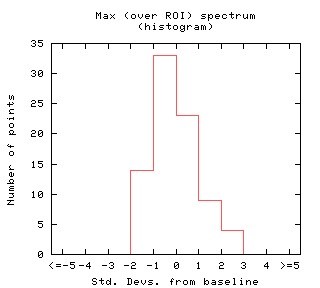 Max (over ROI) spectrum
(histogram)
35
30
25
20
15
10
5
0
Number of points
<=-5 -4 -3 -2 -1 0 1 2 3 4 >=5
Std. Devs. from baseline